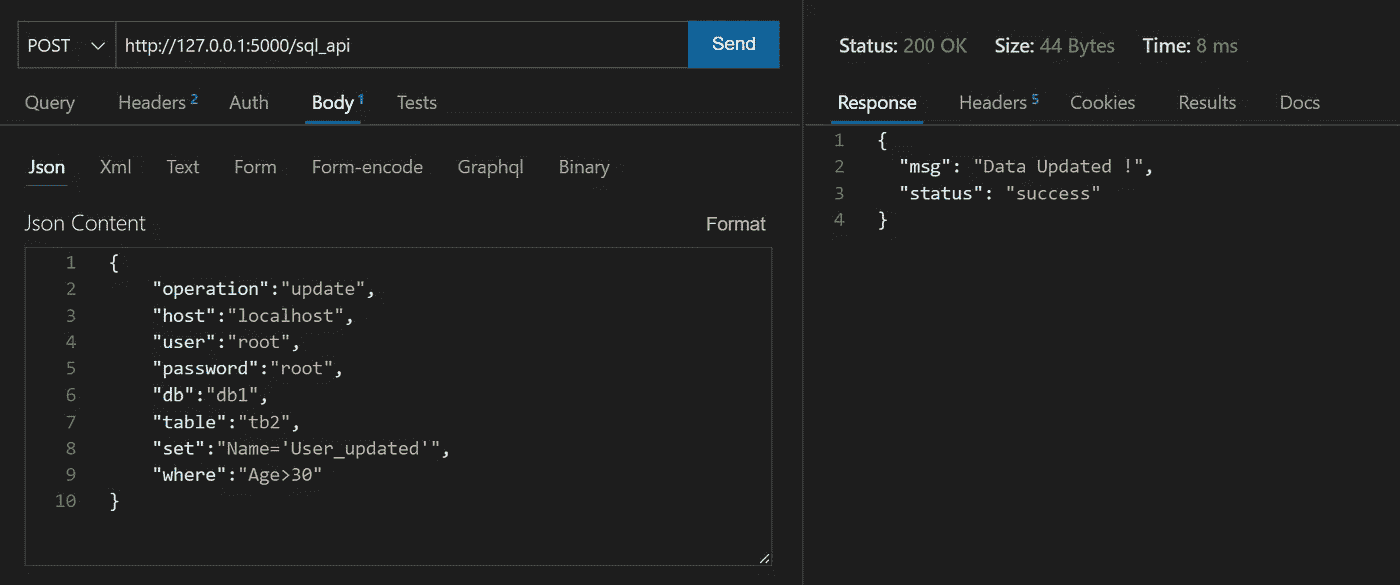 POST http://127.0.0.1:5000/sql_api Send
Query Headers 2 Auth Body 1 Tests
Json Xml Text Form Form-encode Graphql Binary
Json Content Format
1 {
2 "operation":"update",
3 "host":"localhost",
4 "user":"root",
5 "password":"root",
6 "db":"db1",
7 "table":"tb2",
8 "set":"Name='User_updated'",
9 "where":"Age>30"
10 }
Status: 200 OK Size: 44 Bytes Time: 8 ms
Response Headers 5 Cookies Results Docs
1 {
2 "msg": "Data Updated !",
3 "status": "success"
4 }